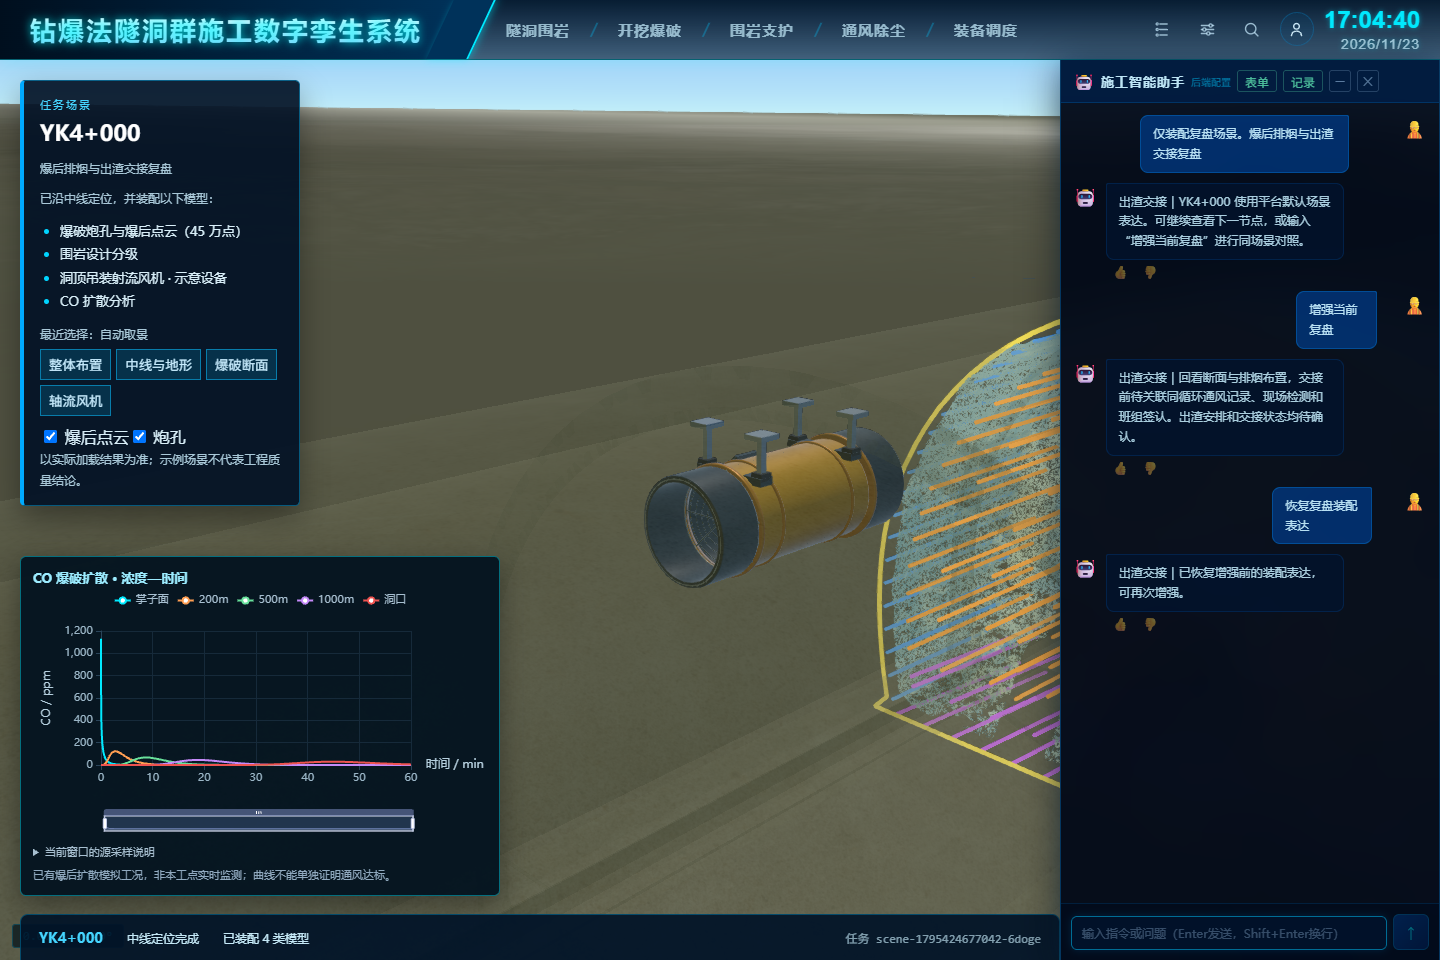 钻爆法隧洞群施工数字孪生系统
隧洞围岩 / 开挖爆破 / 围岩支护 / 通风除尘 / 装备调度
17:04:40
2026/11/23
任务场景
YK4+000
爆后排烟与出渣交接复盘
已沿中线定位，并装配以下模型：
爆破炮孔与爆后点云（45 万点）
围岩设计分级
洞顶吊装射流风机 · 示意设备
CO 扩散分析
最近选择：自动取景
整体布置 中线与地形 爆破断面
轴流风机
爆后点云 炮孔
以实际加载结果为准；示例场景不代表工程质
量结论。
CO 爆破扩散 • 浓度—时间
掌子面 200m 500m 1000m 洞口
CO / ppm
1,200
1,000
800
600
400
200
0
0 10 20 30 40 50 60
时间 / min
当前窗口的源采样说明
已有爆后扩散模拟工况，非本工点实时监测；曲线不能单独证明通风达标。
YK4+000 中线定位完成 已装配 4 类模型 任务 scene-1795424677042-6doge
施工智能助手 后端配置 表单 记录
仅装配复盘场景。爆后排烟与出渣
交接复盘
出渣交接 | YK4+000 使用平台默认场景
表达。可继续查看下一节点，或输入
“增强当前复盘”进行同场景对照。
增强当前
复盘
出渣交接 | 回看断面与排烟布置，交接
前待关联同循环通风记录、现场检测和
班组签认。出渣安排和交接状态均待确
认。
恢复复盘装配
表达
出渣交接 | 已恢复增强前的装配表达，
可再次增强。
输入指令或问题（Enter发送，Shift+Enter换行）